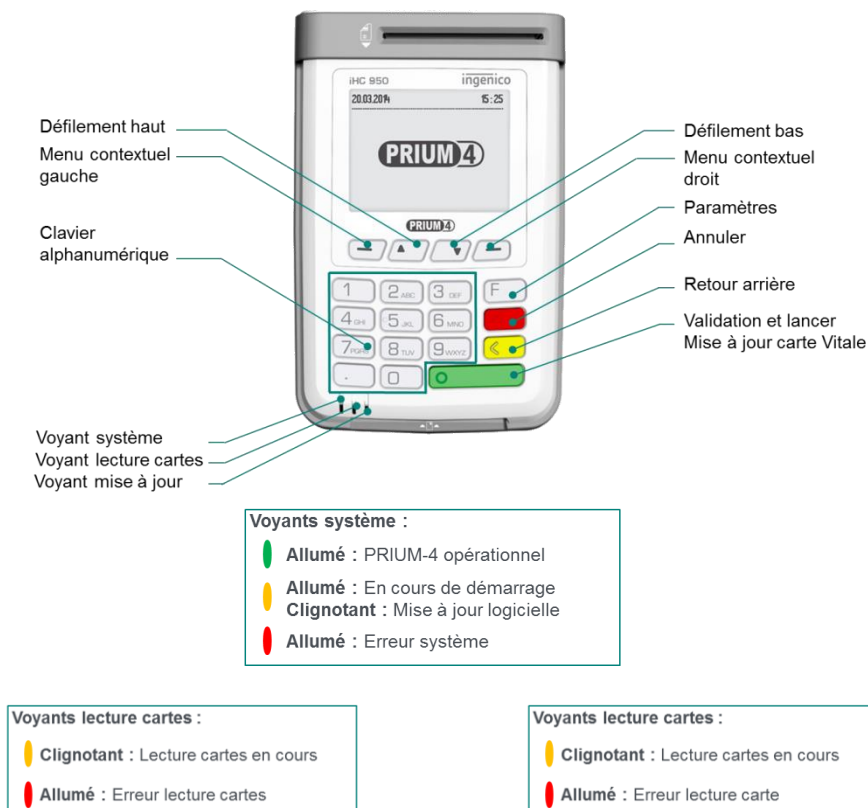 iHC 950
ingenico
20.03.2014
15:25
PRIUM 4
PRIUM 4
Défilement haut
Menu contextuel
gauche
Clavier
alphanumérique
Défilement bas
Menu contextuel
droit
Paramètres
Annuler
Retour arrière
Validation et lancer
Mise à jour carte Vitale
1
2 ABC
3 DEF
F
4 GHI
5 JKL
6 MNO
7 PQRS
8 TUV
9 WXYZ
.
0
Voyant système
Voyant lecture cartes
Voyant mise à jour
Voyants système :
Allumé : PRIUM-4 opérationnel
Allumé : En cours de démarrage
Clignotant : Mise à jour logicielle
Allumé : Erreur système
Voyants lecture cartes :
Clignotant : Lecture cartes en cours
Allumé : Erreur lecture cartes
Voyants lecture cartes :
Clignotant : Lecture cartes en cours
Allumé : Erreur lecture carte